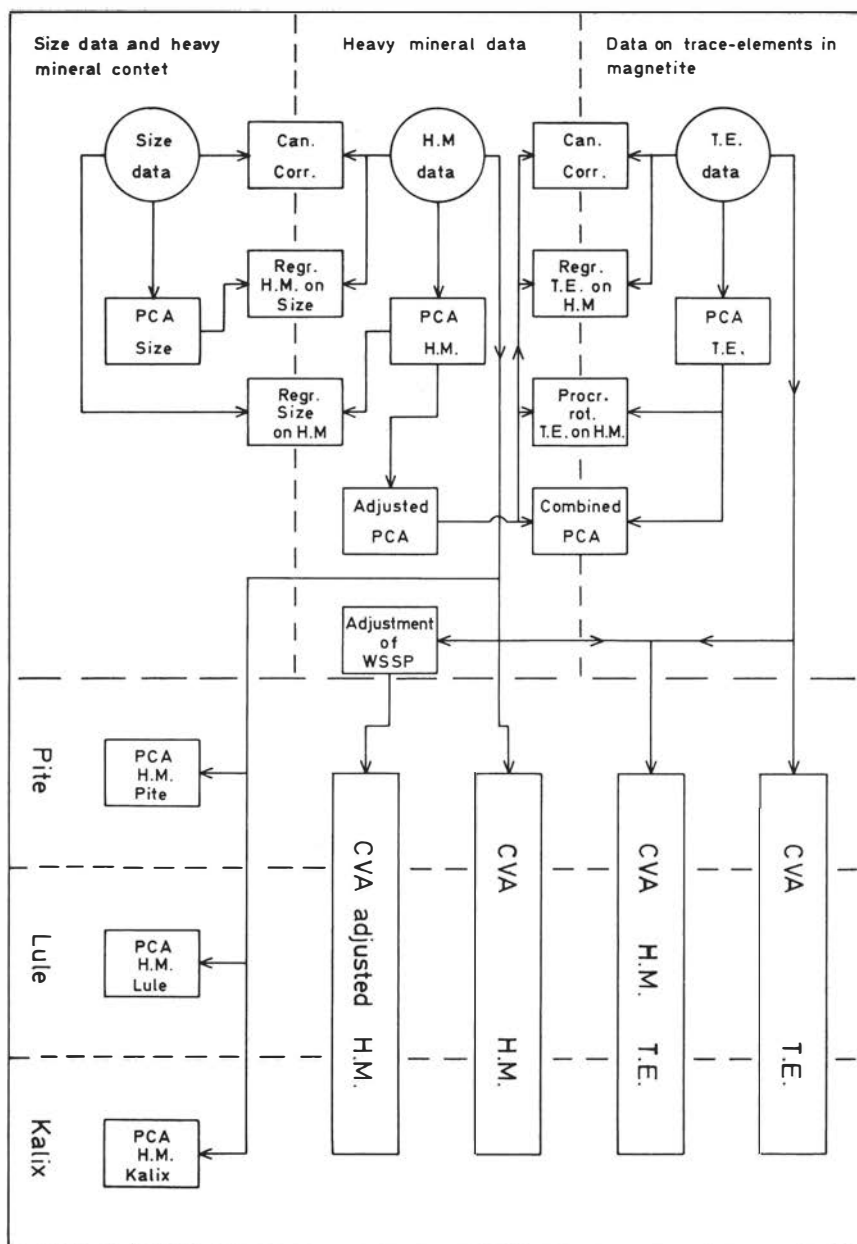 Size data and heavy
mineral contet
Heavy mineral data
Data on trace-elements in
magnetite
Size
data
Can.
Corr.
H.M
data
Can.
Corr.
T.E.
data
Regr.
H.M. on
Size
Regr.
T.E. on
H.M
PCA
Size
PCA
H.M.
PCA
T.E.
Regr.
Size
on H.M
Procr.
rot.
T.E. on H.M.
Adjusted
PCA
Combined
PCA
Adjustment
of
WSSP
Pite
PCA
H.M.
Pite
Lule
PCA
H.M.
Lule
Kalix
PCA
H.M.
Kalix
CVA adjusted H.M.
CVA H.M.
CVA H.M. T.E.
CVA T.E.